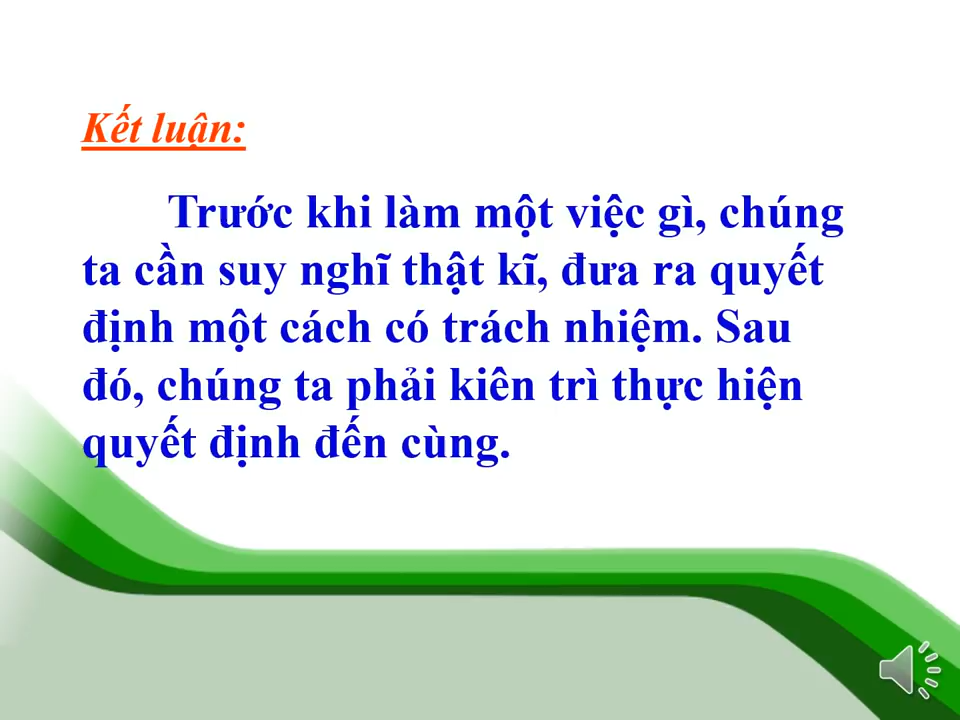 Kết luận:
Trước khi làm một việc gì, chúng
ta cần suy nghĩ thật kĩ, đưa ra quyết
định một cách có trách nhiệm. Sau
đó, chúng ta phải kiên trì thực hiện
quyết định đến cùng.